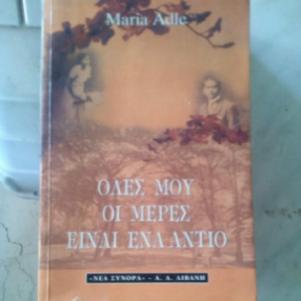 Maria Adle
ΟΛΕΣ ΜΟΥ
ΟΙ ΜΕΡΕΣ
ΕΙΝΑΙ ΕΝΑ ΑΝΤΙΟ
«ΝΕΑ ΣΥΝΟΡΑ» - Α. Α. ΛΙΒΑΝΗ